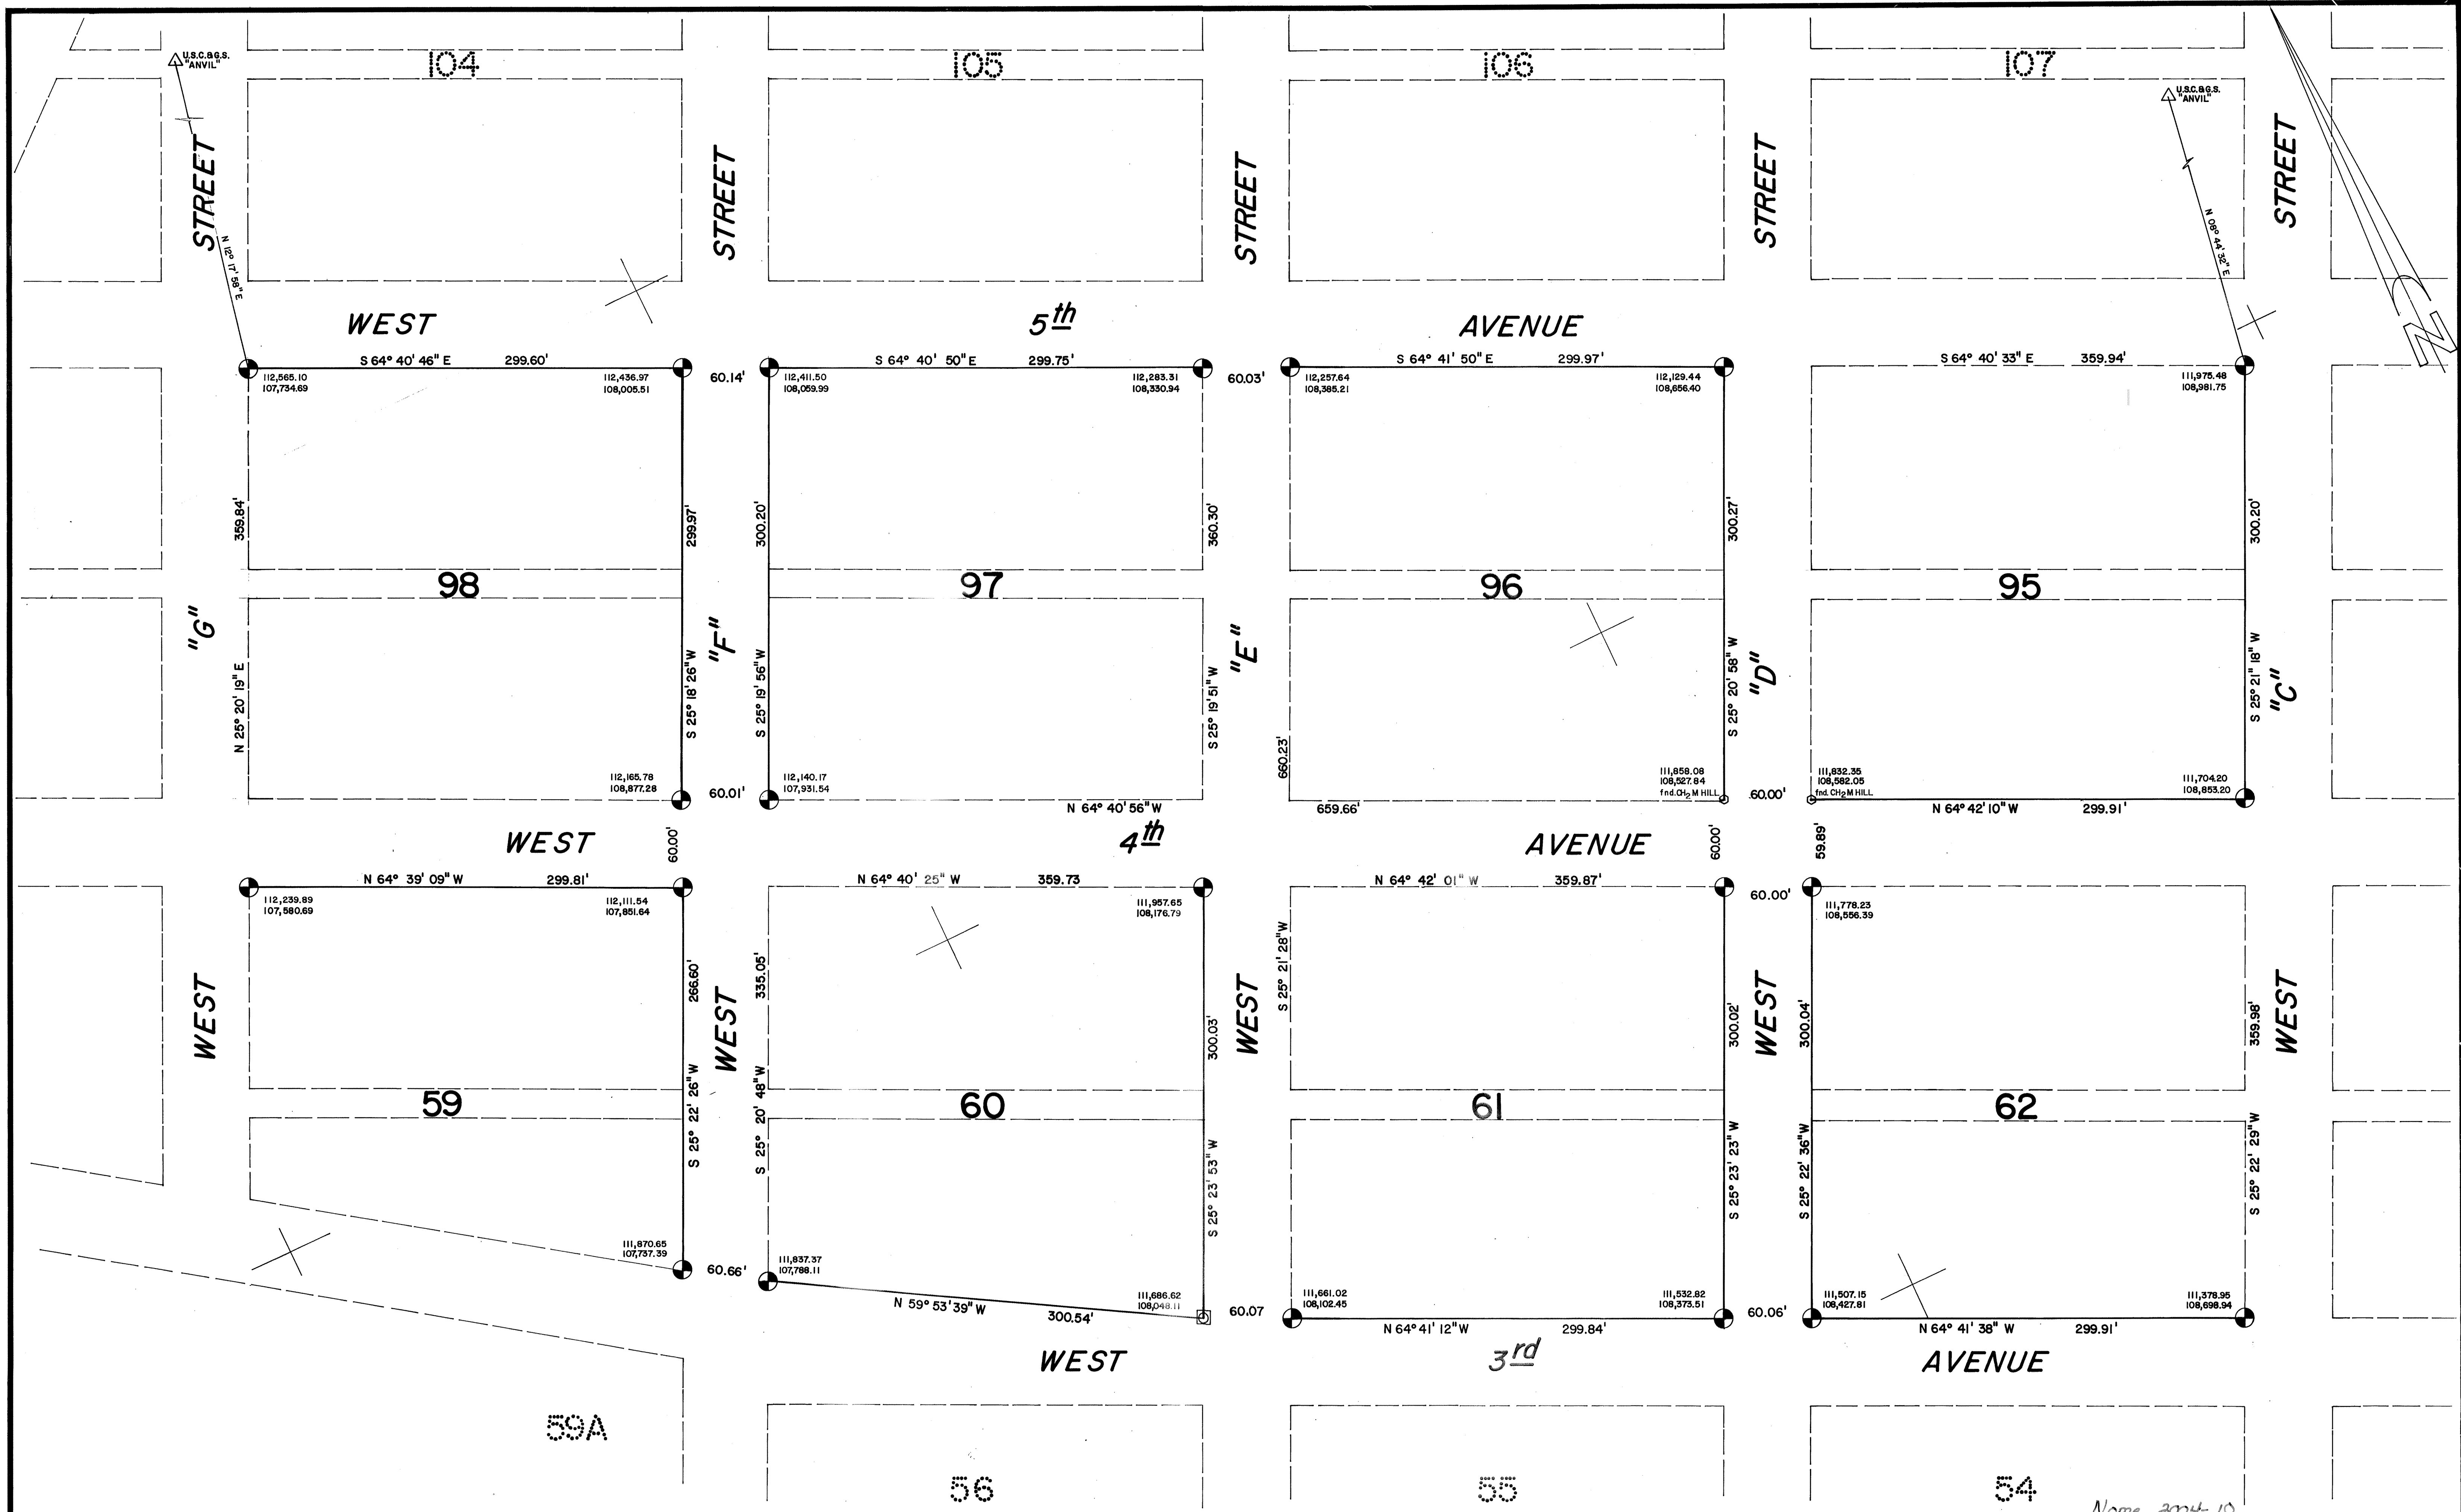 104
105
106
107
U.S.C.&G.S.
"ANVIL"
U.S.C.&G.S.
"ANVIL"
STREET
STREET
STREET
STREET
STREET
N 12° 17' 58" E
N 08° 44' 32" E
N
WEST
5th
AVENUE
S 64° 40' 46" E 299.60'
S 64° 40' 50" E 299.75'
S 64° 41' 50" E 299.97'
S 64° 40' 33" E 359.94'
112,565.10
107,734.69
112,436.97
108,005.51
60.14'
112,411.50
108,059.99
112,283.31
108,330.94
60.03'
112,257.64
108,385.21
112,129.44
108,656.40
111,975.48
108,981.75
359.84'
299.97'
300.20'
360.30'
300.27'
300.20'
98
97
96
95
"G"
"F"
"E"
"D"
"C"
N 25° 20' 19" E
S 25° 18' 26" W
S 25° 19' 56" W
S 25° 19' 51" W
660.23'
S 25° 20' 58" W
S 25° 21' 18" W
112,165.78
108,877.28
60.01'
112,140.17
107,931.54
111,858.08
108,527.84
fnd. CH2M HILL
60.00'
111,832.35
108,582.05
fnd. CH2M HILL
111,704.20
108,853.20
N 64° 40' 56" W
659.66'
N 64° 42' 10" W 299.91'
WEST
4th
AVENUE
60.00'
60.00'
59.89'
N 64° 39' 09" W 299.81'
N 64° 40' 25" W 359.73
N 64° 42' 01" W 359.87'
112,239.89
107,580.69
112,111.54
107,851.64
111,957.65
108,176.79
60.00'
111,778.23
108,556.39
266.60'
335.05'
300.03'
S 25° 21' 28" W
300.02'
300.04'
359.98'
WEST
WEST
WEST
WEST
WEST
59
60
61
62
S 25° 22' 26" W
S 25° 20' 48" W
S 25° 23' 53" W
S 25° 23' 23" W
S 25° 22' 36" W
S 25° 22' 29" W
111,870.65
107,737.39
60.66'
111,837.37
107,788.11
111,686.62
108,048.11
60.07
111,661.02
108,102.45
111,532.82
108,373.51
60.06'
111,507.15
108,427.81
111,378.95
108,698.94
N 59° 53' 39" W 300.54'
N 64° 41' 12" W 299.84'
N 64° 41' 38" W 299.91'
WEST
3rd
AVENUE
59A
56
55
54
Nome